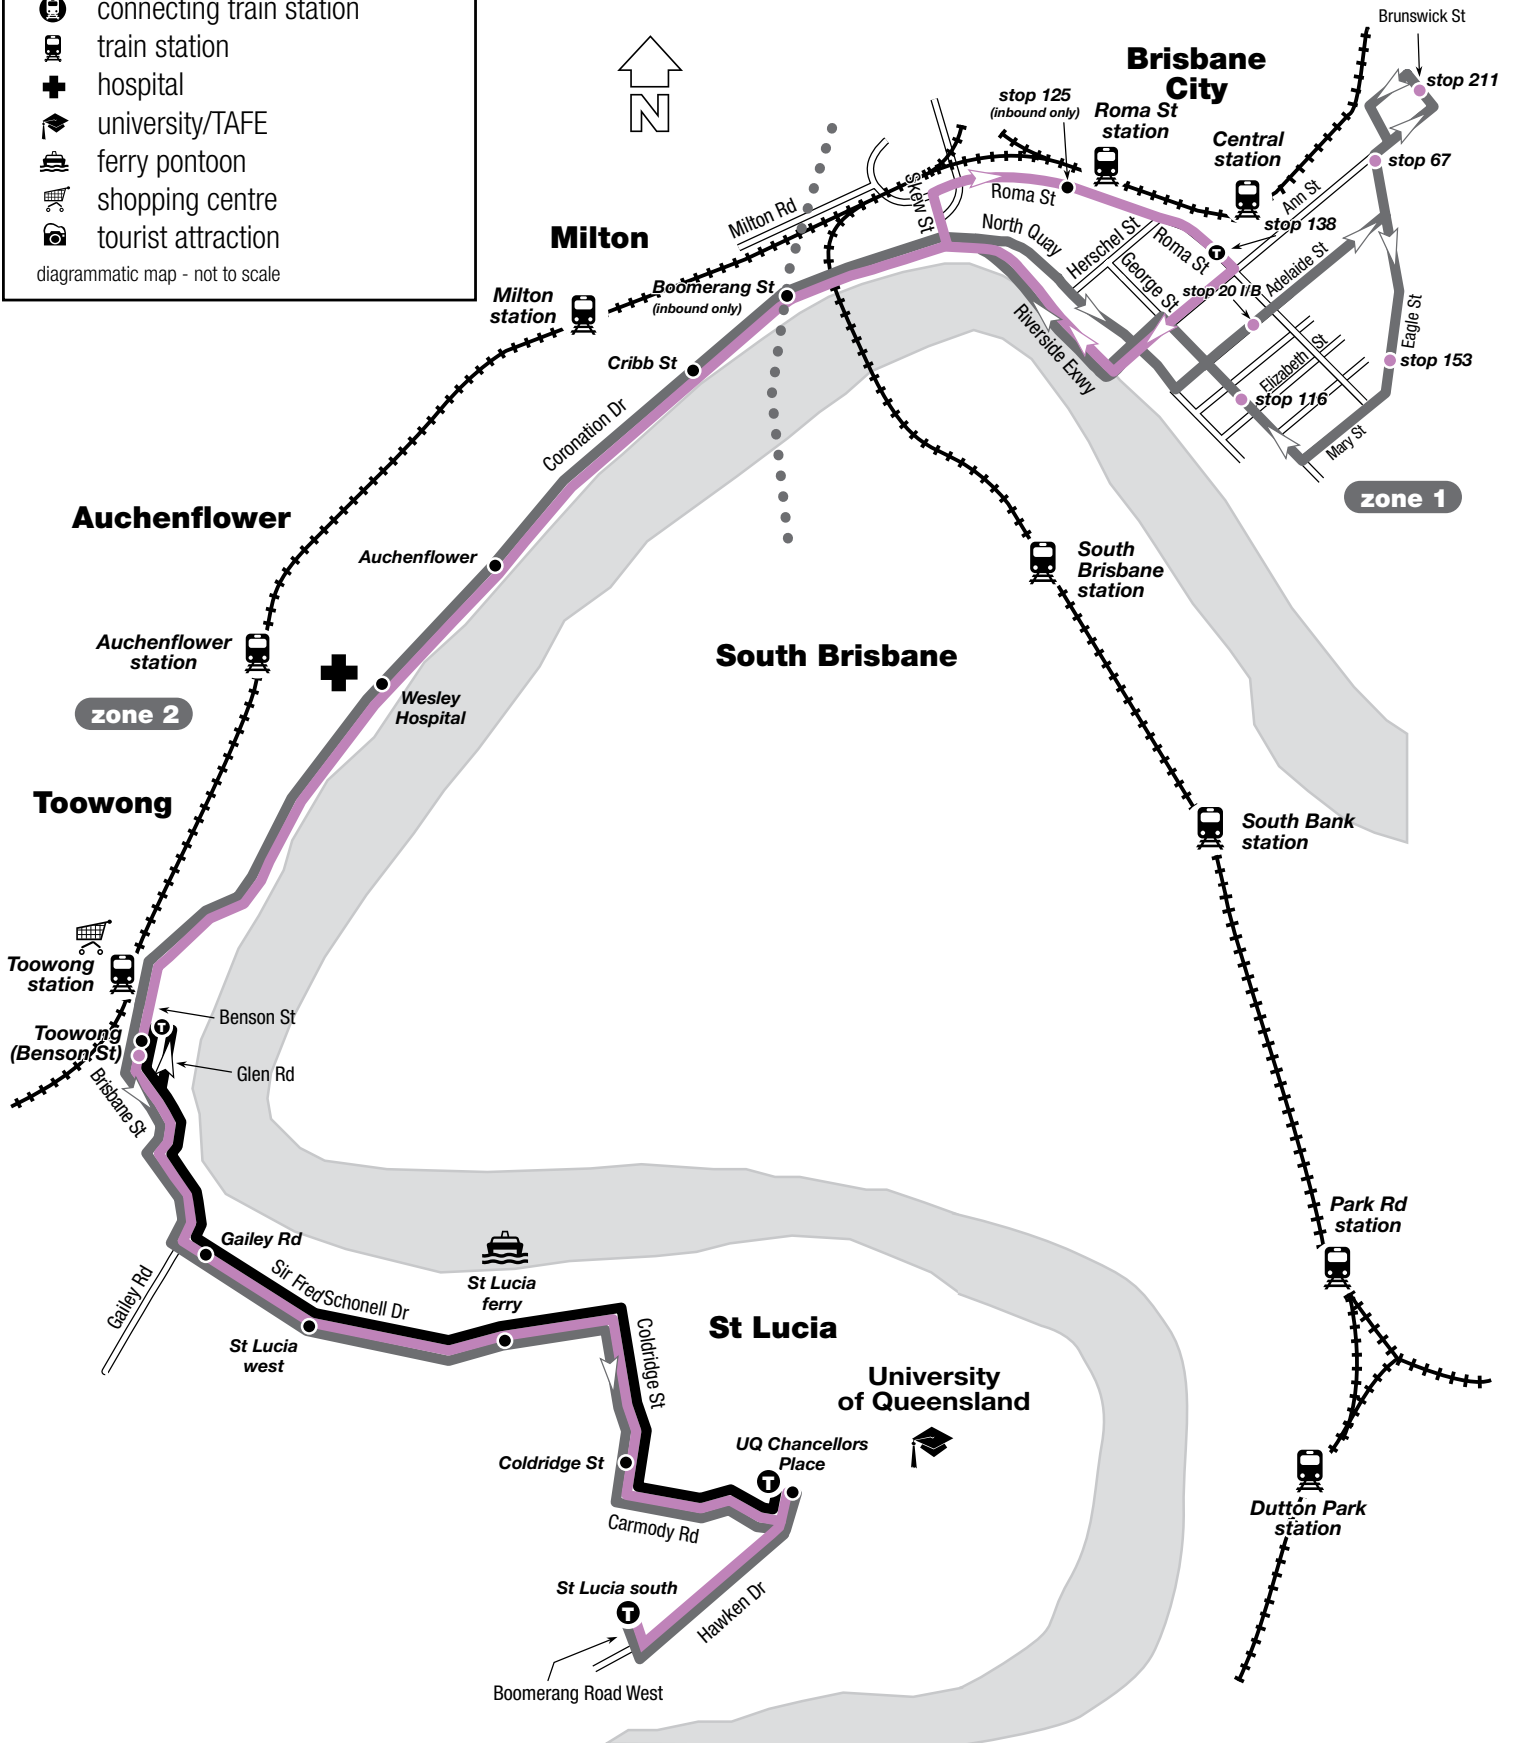 connecting train station
train station
hospital
university/TAFE
ferry pontoon
shopping centre
tourist attraction
diagrammatic map - not to scale
N
Brunswick St
Brisbane
City
stop 211
stop 125
(inbound only)
Roma St
station
Central
station
stop 67
Skew St
Roma St
Ann St
Milton Rd
North Quay
Herschel St
Roma St
stop 138
Milton
George St
stop 20 I/B
Adelaide St
Milton
station
Boomerang St
(inbound only)
Riverside Exwy
Eagle St
Elizabeth St
Cribb St
stop 153
stop 116
Coronation Dr
Mary St
zone 1
Auchenflower
Auchenflower
South
Brisbane
station
Auchenflower
station
South Brisbane
Wesley
Hospital
zone 2
Toowong
South Bank
station
Toowong
station
Benson St
Toowong
(Benson St)
Glen Rd
Brisbane St
Park Rd
station
Gailey Rd
Sir Fred Schonell Dr
Gailey Rd
St Lucia
ferry
St Lucia
west
Coldridge St
St Lucia
University
of Queensland
UQ Chancellors
Place
Coldridge St
Dutton Park
station
Carmody Rd
St Lucia south
T
Hawken Dr
Boomerang Road West